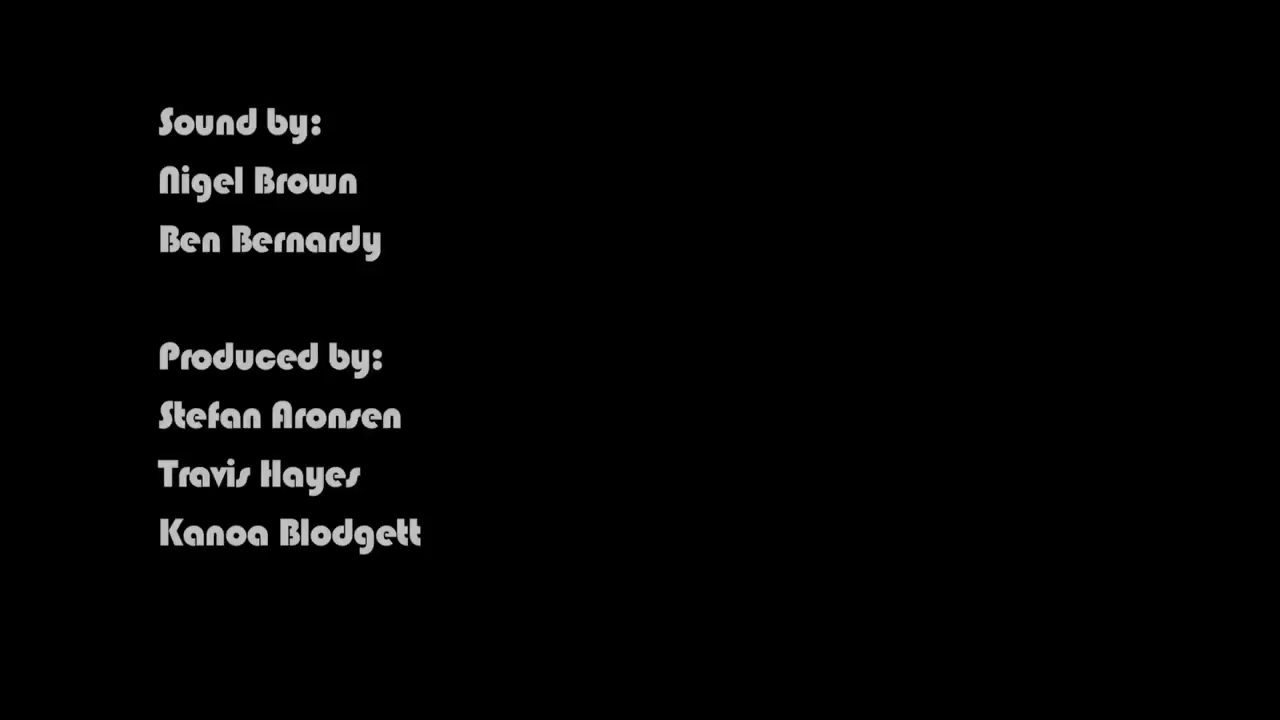 Sound by:
Nigel Brown
Ben Bernardy
Produced by:
Stefan Aronsen
Travis Hayes
Kanoa Blodgett